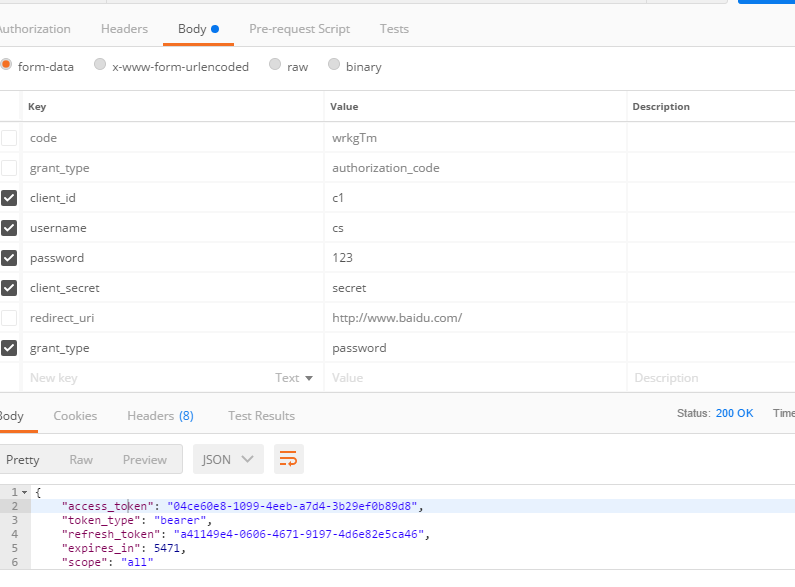 Authorization Headers Body Pre-request Script Tests
form-data x-www-form-urlencoded raw binary
Key Value Description
code wrkgTm
grant_type authorization_code
client_id c1
username cs
password 123
client_secret secret
redirect_uri http://www.baidu.com/
grant_type password
New key Text Value Description
Body Cookies Headers (8) Test Results Status: 200 OK Time
Pretty Raw Preview JSON
1 {
2 "access_token": "04ce60e8-1099-4eeb-a7d4-3b29ef0b89d8",
3 "token_type": "bearer",
4 "refresh_token": "a41149e4-0606-4671-9197-4d6e82e5ca46",
5 "expires_in": 5471,
6 "scope": "all"